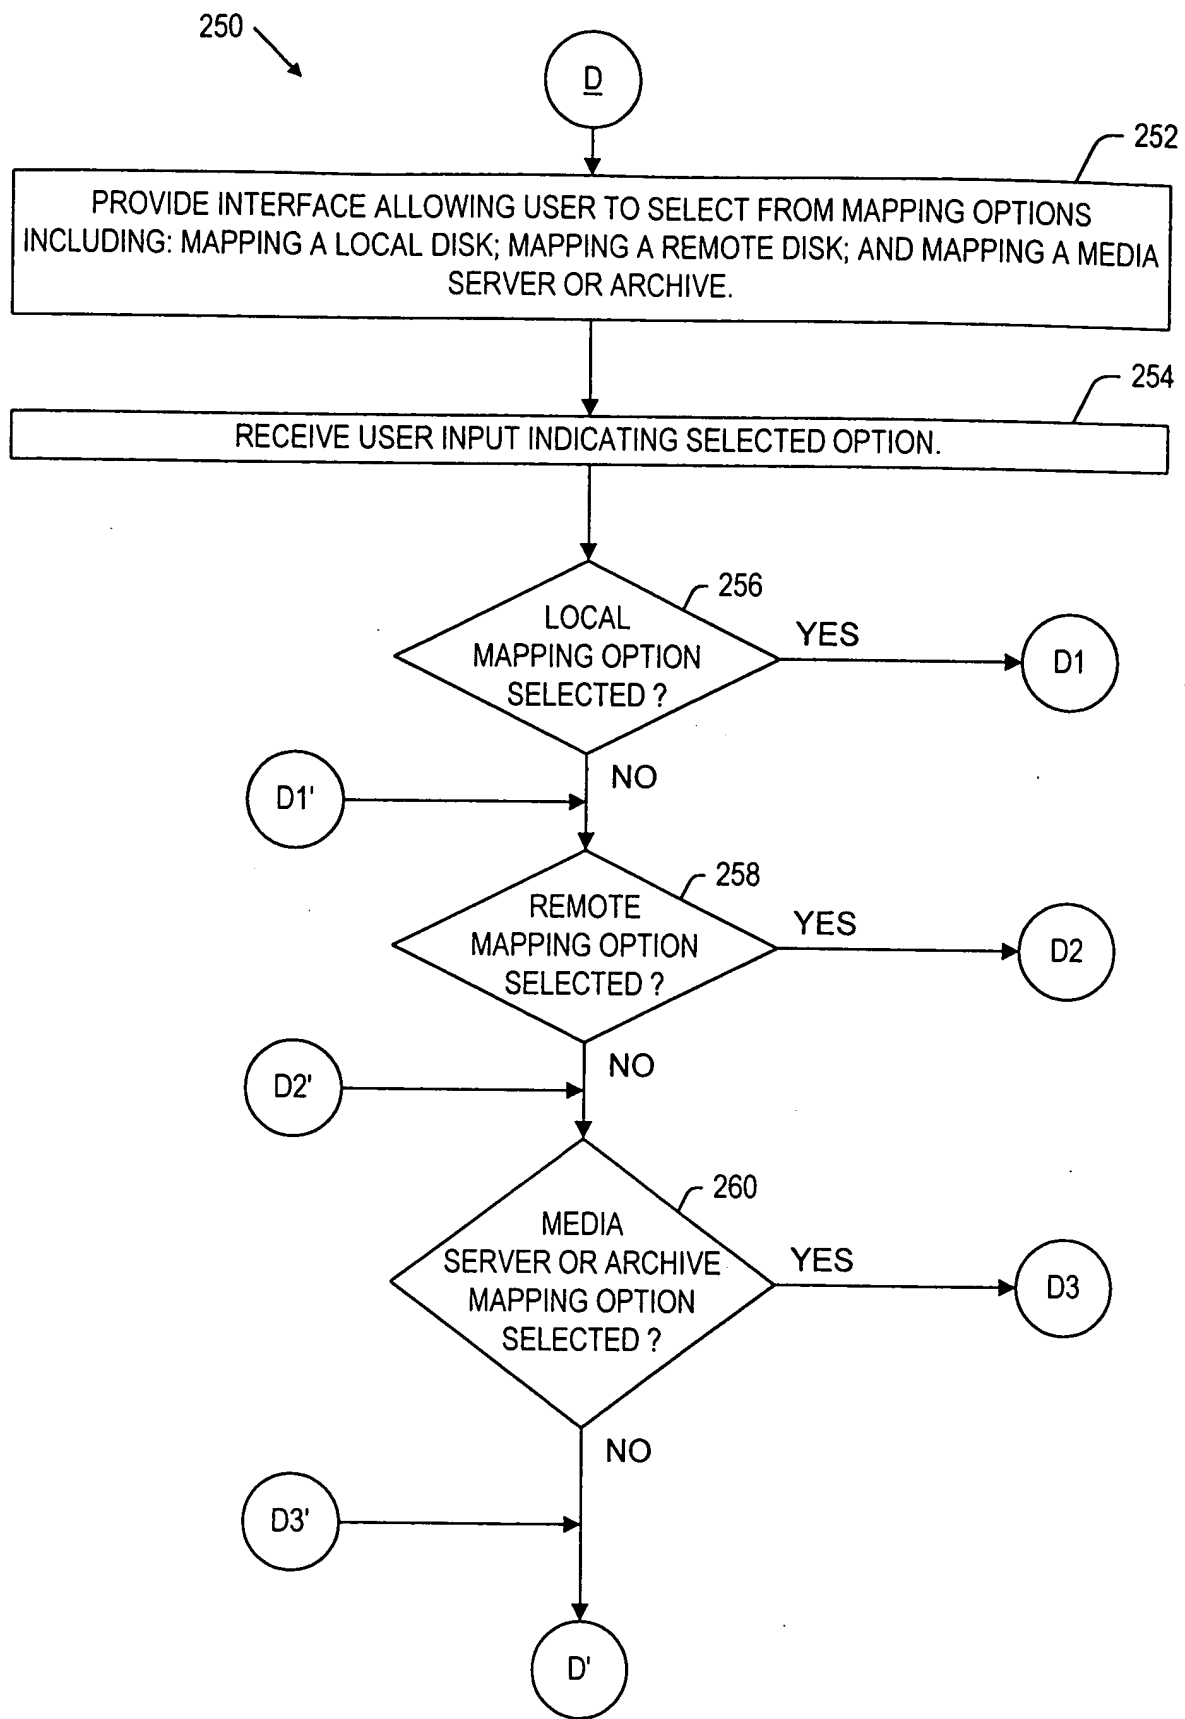 250
D
252
PROVIDE INTERFACE ALLOWING USER TO SELECT FROM MAPPING OPTIONS
INCLUDING: MAPPING A LOCAL DISK; MAPPING A REMOTE DISK; AND MAPPING A MEDIA
SERVER OR ARCHIVE.
254
RECEIVE USER INPUT INDICATING SELECTED OPTION.
256
LOCAL
MAPPING OPTION
SELECTED ?
YES
D1
NO
D1'
258
REMOTE
MAPPING OPTION
SELECTED ?
YES
D2
NO
D2'
260
MEDIA
SERVER OR ARCHIVE
MAPPING OPTION
SELECTED ?
YES
D3
NO
D3'
D'